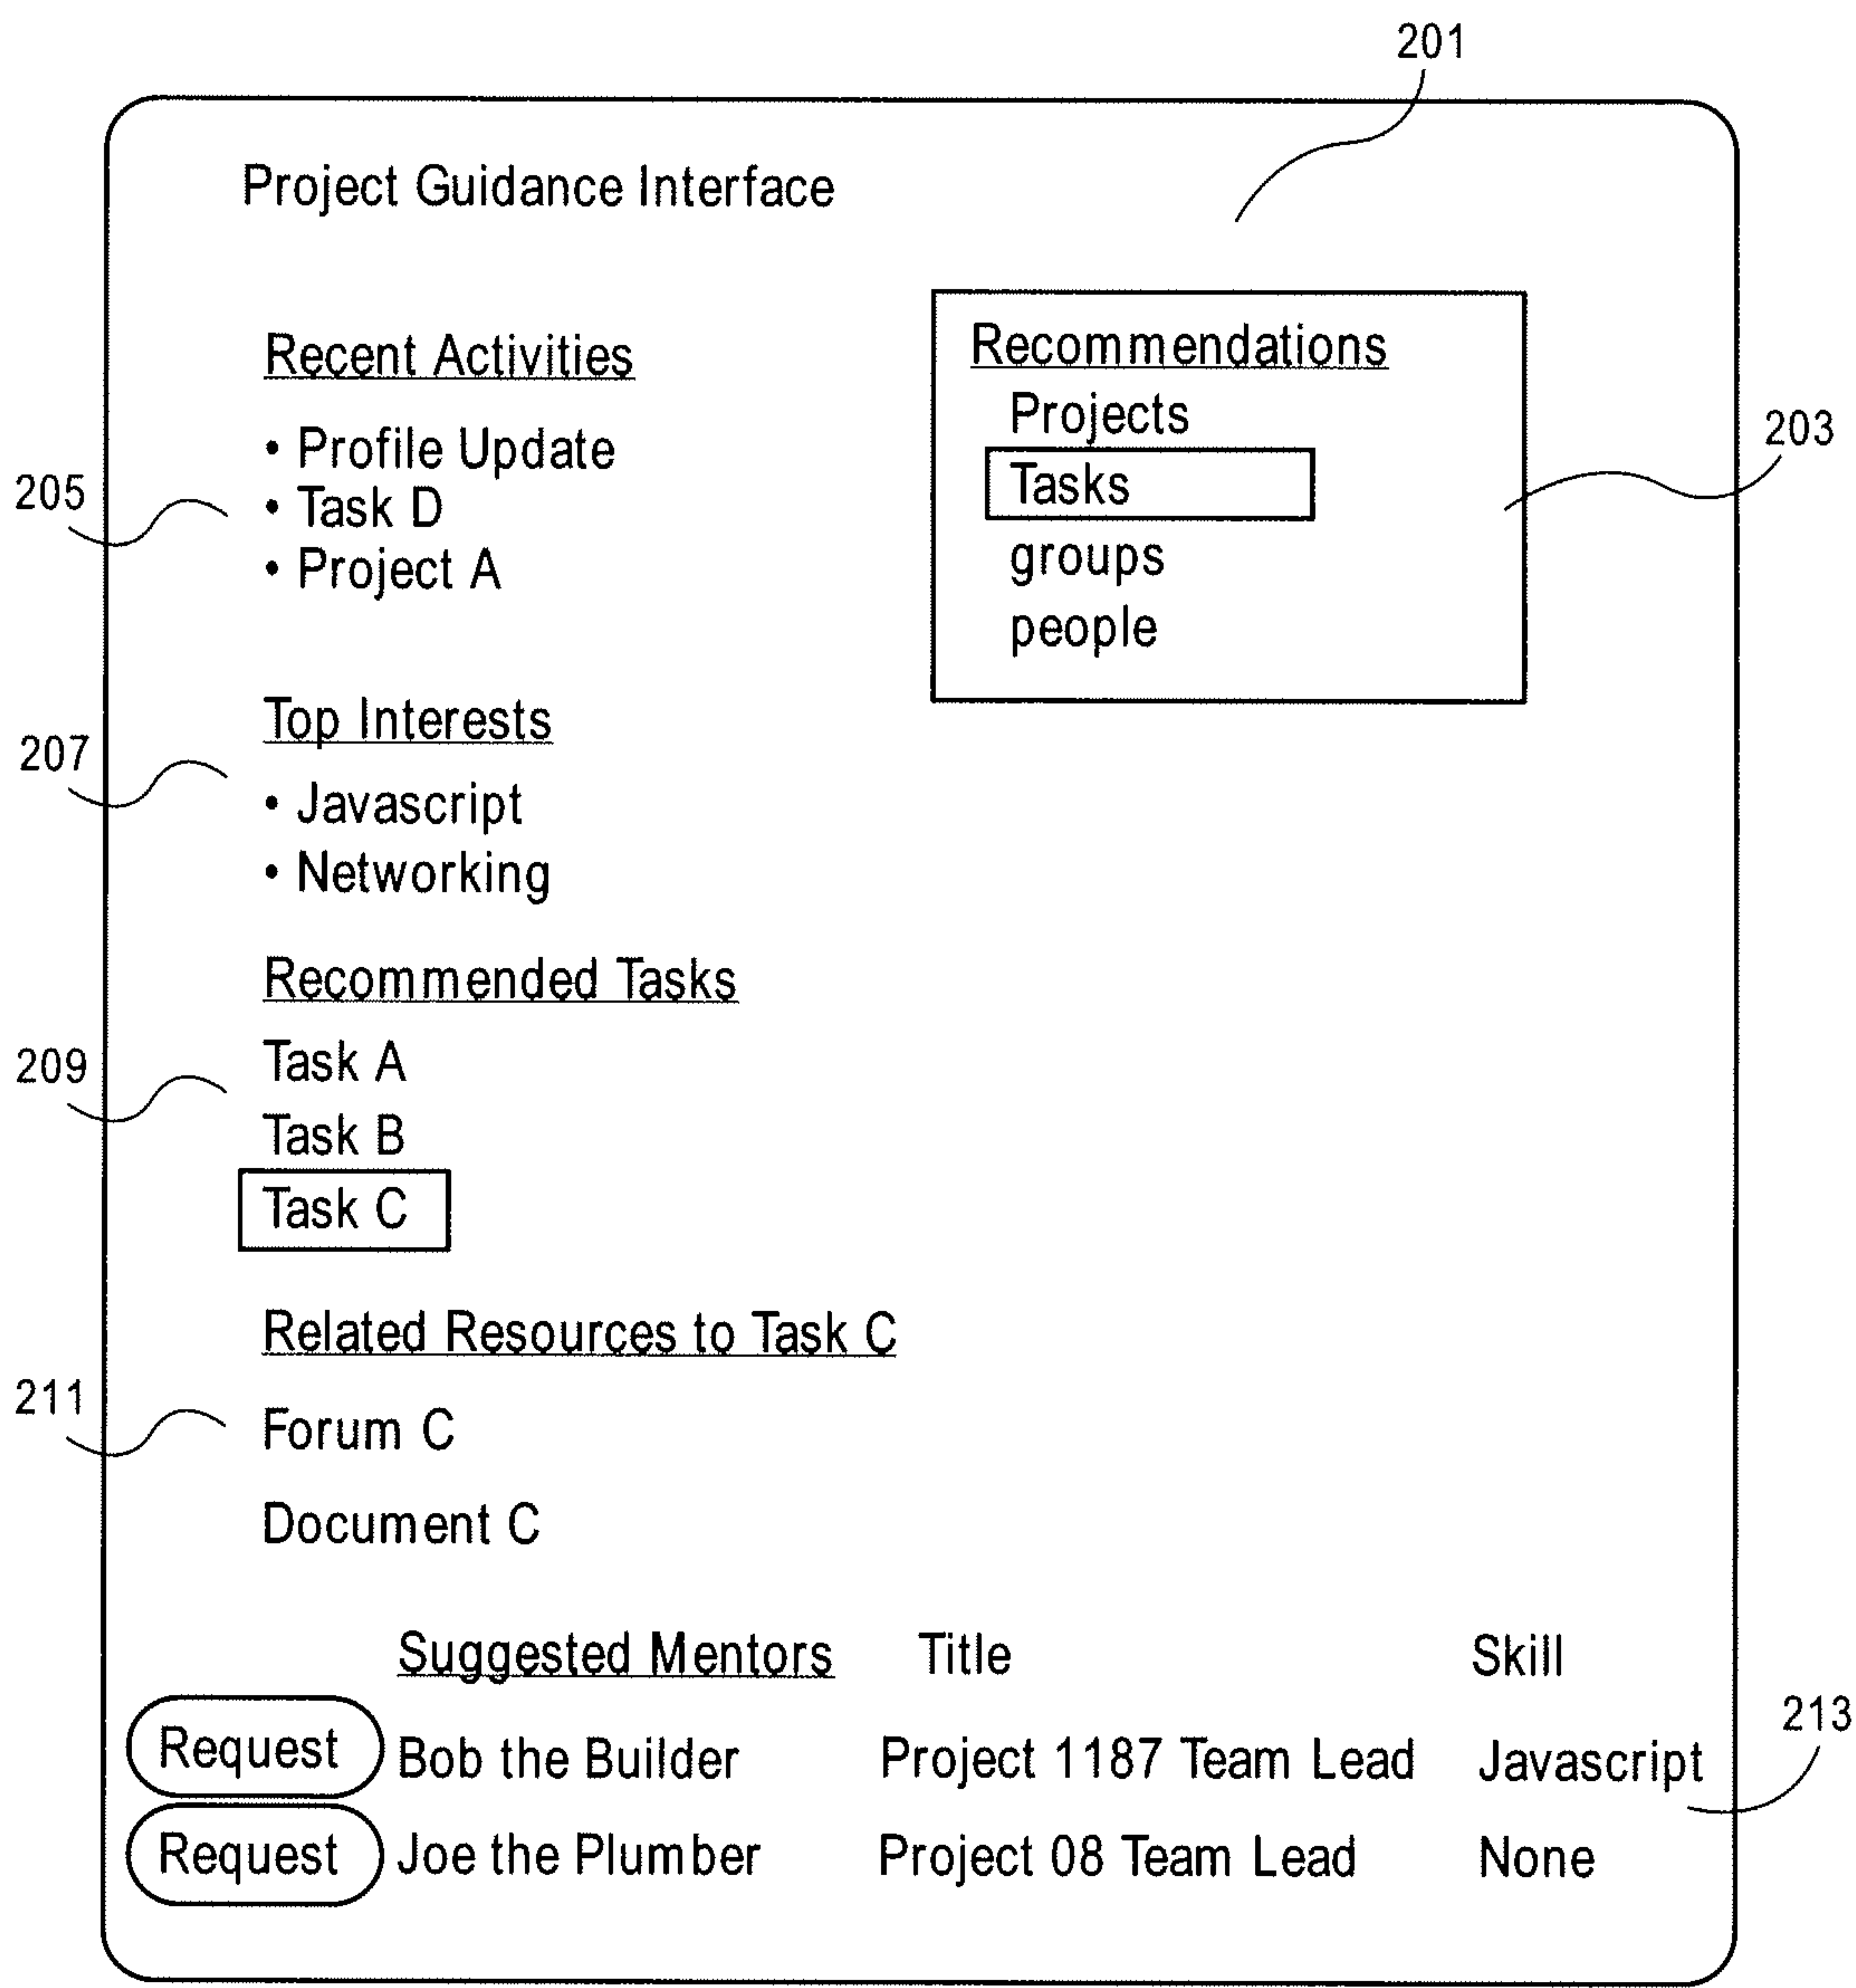 201
Project Guidance Interface
Recent Activities
• Profile Update
• Task D
• Project A
205
Recommendations
Projects
Tasks
groups
people
203
Top Interests
• Javascript
• Networking
207
Recommended Tasks
Task A
Task B
Task C
209
Related Resources to Task C
Forum C
Document C
211
Suggested Mentors Title Skill
Request Bob the Builder Project 1187 Team Lead Javascript
Request Joe the Plumber Project 08 Team Lead None
213